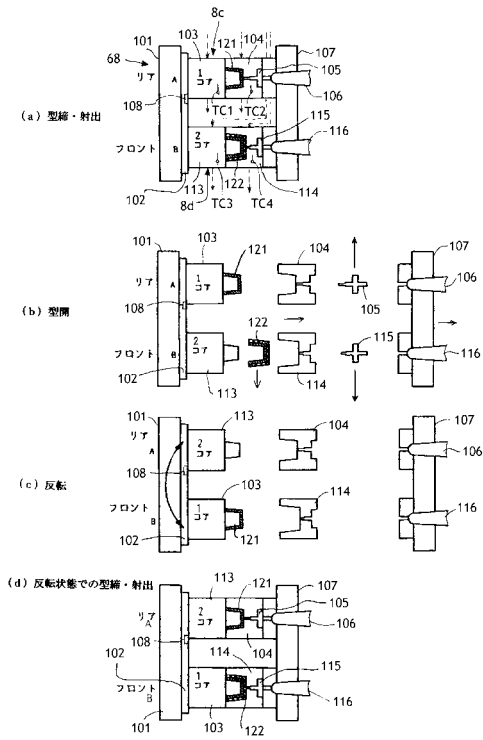 8c
101
103
121
104
107
68
105
リア A
1 コア
108
106
TC1 TC2
(a) 型締・射出
115
2 コア
116
フロント B
102
113
122
114
8d
TC3
TC4
101
103
121
104
107
リア A
1 コア
106
(b) 型開
108
105
122
115
フロント B
2 コア
116
102
113
114
101
113
104
107
リア A
2 コア
108
106
(c) 反転
103
114
フロント B
1 コア
116
102
121
(d) 反転状態での型締・射出
113
121
105
107
リア A
2 コア
106
108
102
114
104
115
フロント B
1 コア
116
101
103
122